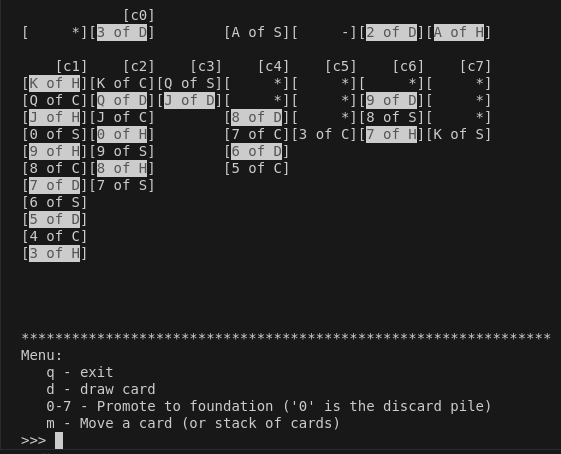 [c0]
[     *][3 of D]        [A of S][     -][2 of D][A of H]
[c1]    [c2]    [c3]    [c4]    [c5]    [c6]    [c7]
[K of H][K of C][Q of S][     *][     *][     *][     *]
[Q of C][Q of D][J of D][     *][     *][9 of D][     *]
[J of H][J of C]        [8 of D][     *][8 of S][     *]
[0 of S][0 of H]        [7 of C][3 of C][7 of H][K of S]
[9 of H][9 of S]        [6 of D]
[8 of C][8 of H]        [5 of C]
[7 of D][7 of S]
[6 of S]
[5 of D]
[4 of C]
[3 of H]
***************************************************************
Menu:
q - exit
d - draw card
0-7 - Promote to foundation ('0' is the discard pile)
m - Move a card (or stack of cards)
>>>